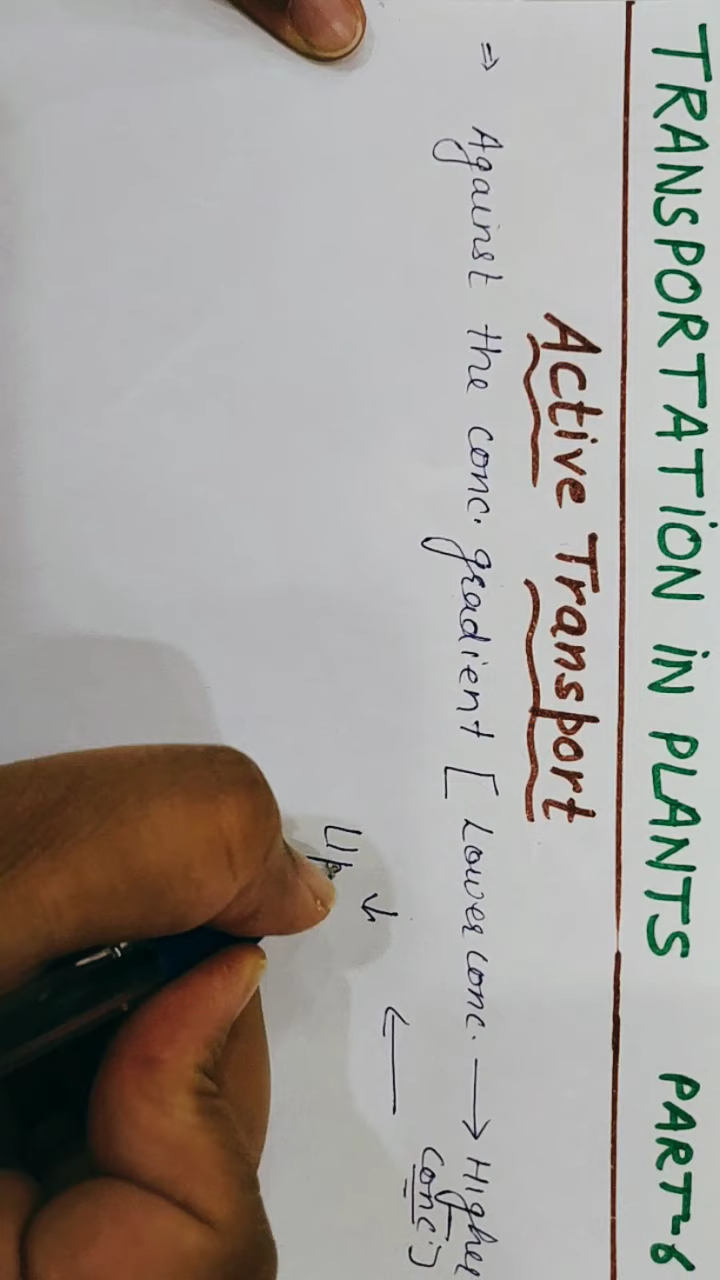 TRANSPORTATION IN PLANTS PART-6
Active Transport
⇒ Against the conc. gradient [Lower conc. ⟶ Higher
conc.]
↓ ←
Up